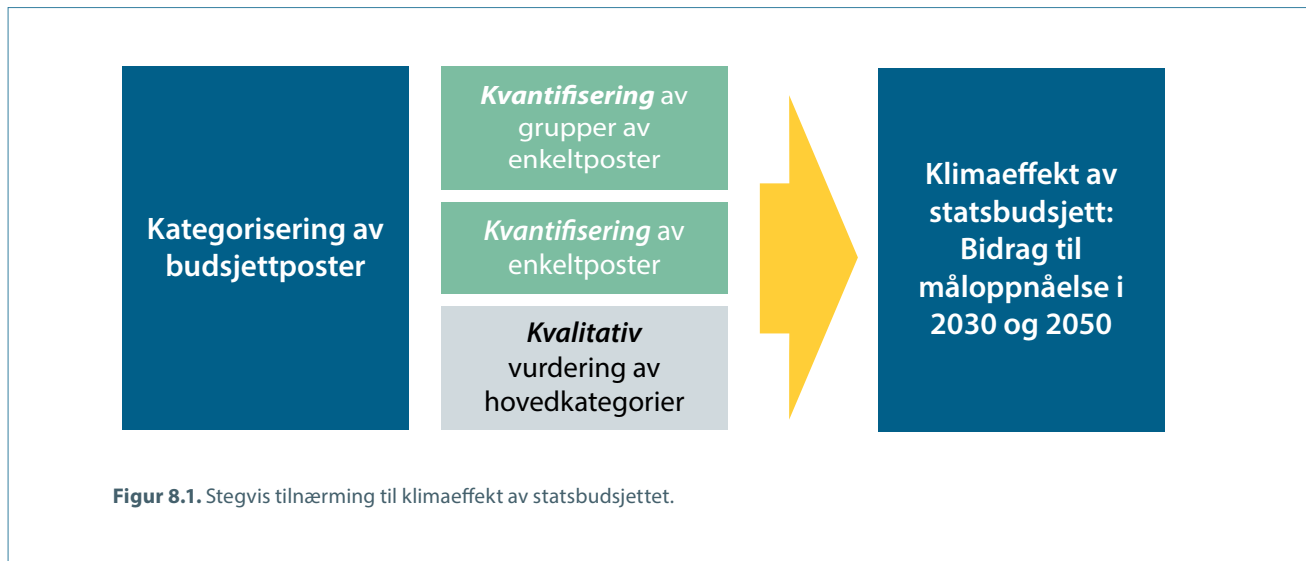 Kategorisering av
budsjettposter
Kvantifisering av
grupper av
enkeltposter
Kvantifisering av
enkeltposter
Kvalitativ
vurdering av
hovedkategorier
Klimaeffekt av
statsbudsjett:
Bidrag til
måloppnåelse i
2030 og 2050
Figur 8.1. Stegvis tilnærming til klimaeffekt av statsbudsjettet.